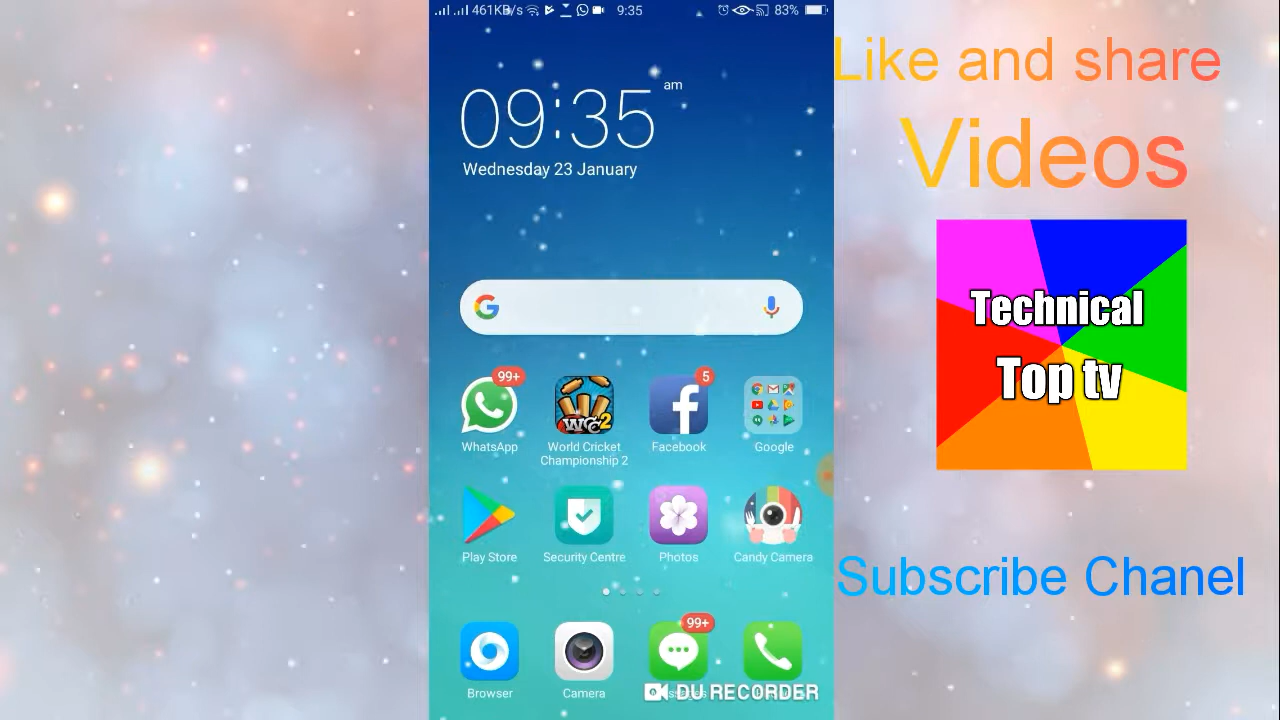 461KB/s 9:35 83%
Like and share
Videos
09:35 am
Wednesday 23 January
Technical
Top tv
99+ 5
WCC2
WhatsApp World Cricket Championship 2 Facebook Google
Play Store Security Centre Photos Candy Camera
Subscribe Chanel
99+
Browser Camera
DU RECORDER